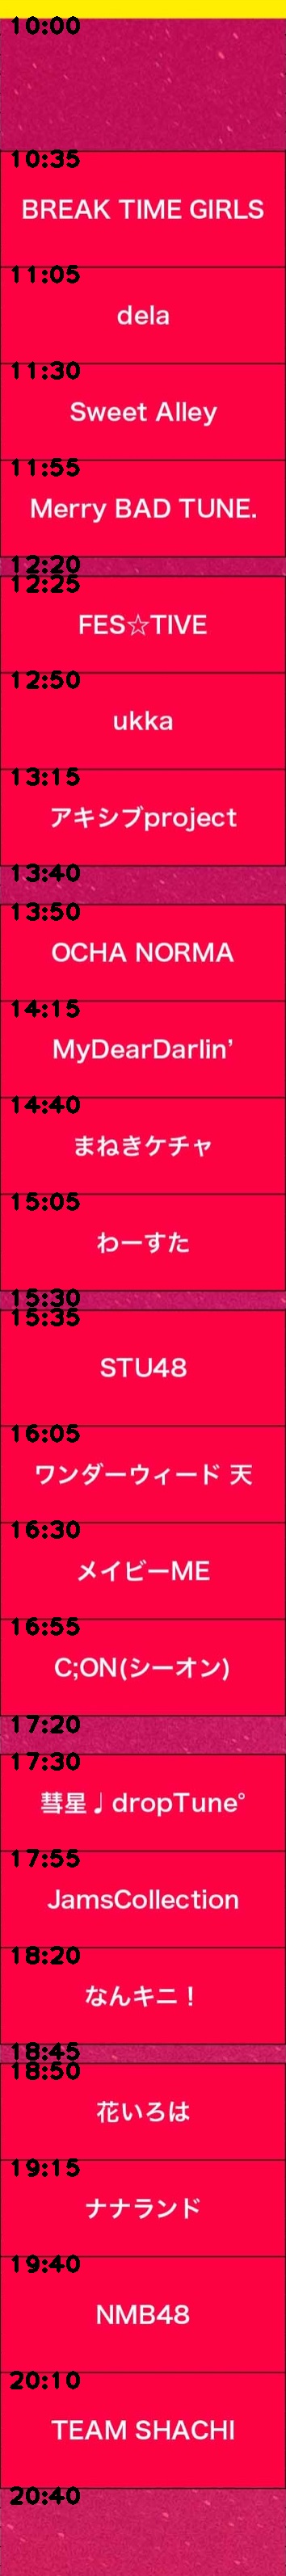 10:00
10:35
BREAK TIME GIRLS
11:05
dela
11:30
Sweet Alley
11:55
Merry BAD TUNE.
12:20
12:25
FES☆TIVE
12:50
ukka
13:15
アキシブproject
13:40
13:50
OCHA NORMA
14:15
MyDearDarlin’
14:40
まねきケチャ
15:05
わーすた
15:30
15:35
STU48
16:05
ワンダーウィード 天
16:30
メイビーME
16:55
C;ON(シーオン)
17:20
17:30
彗星♩dropTune°
17:55
JamsCollection
18:20
なんキニ！
18:45
18:50
花いろは
19:15
ナナランド
19:40
NMB48
20:10
TEAM SHACHI
20:40